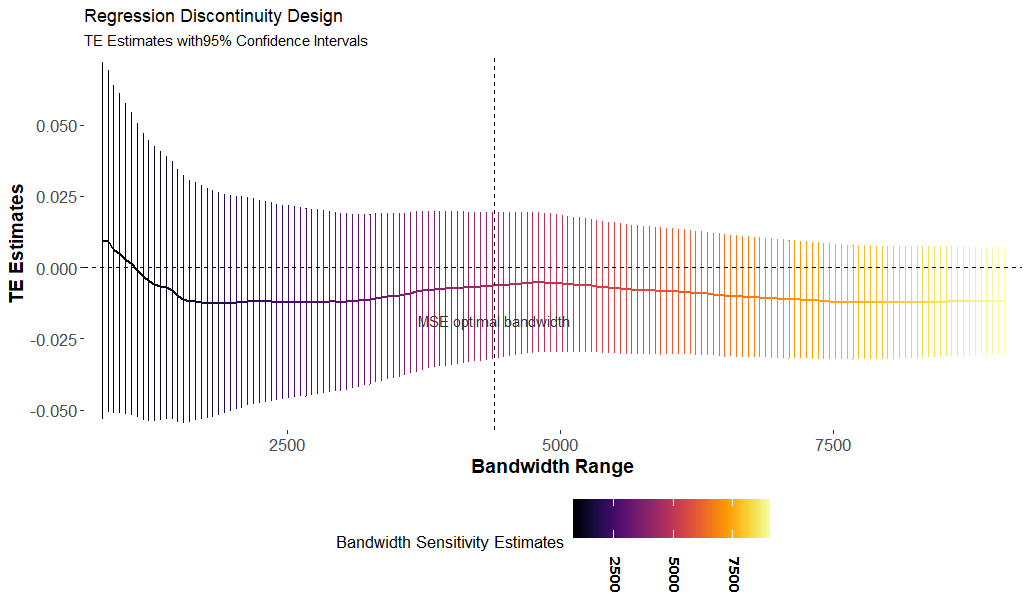 Regression Discontinuity Design
TE Estimates with95% Confidence Intervals
TE Estimates
0.050
0.025
0.000
-0.025
-0.050
MSE optimal bandwidth
2500 5000 7500
Bandwidth Range
Bandwidth Sensitivity Estimates
2500 5000 7500